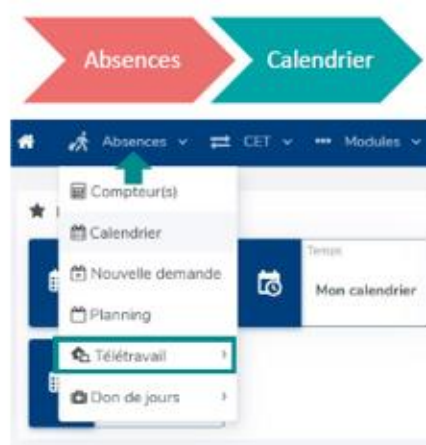 Absences Calendrier
Absences CET Modules
Compteur(s)
Calendrier
Nouvelle demande
Temps
Mon calendrier
Planning
Télétravail
Don de jours